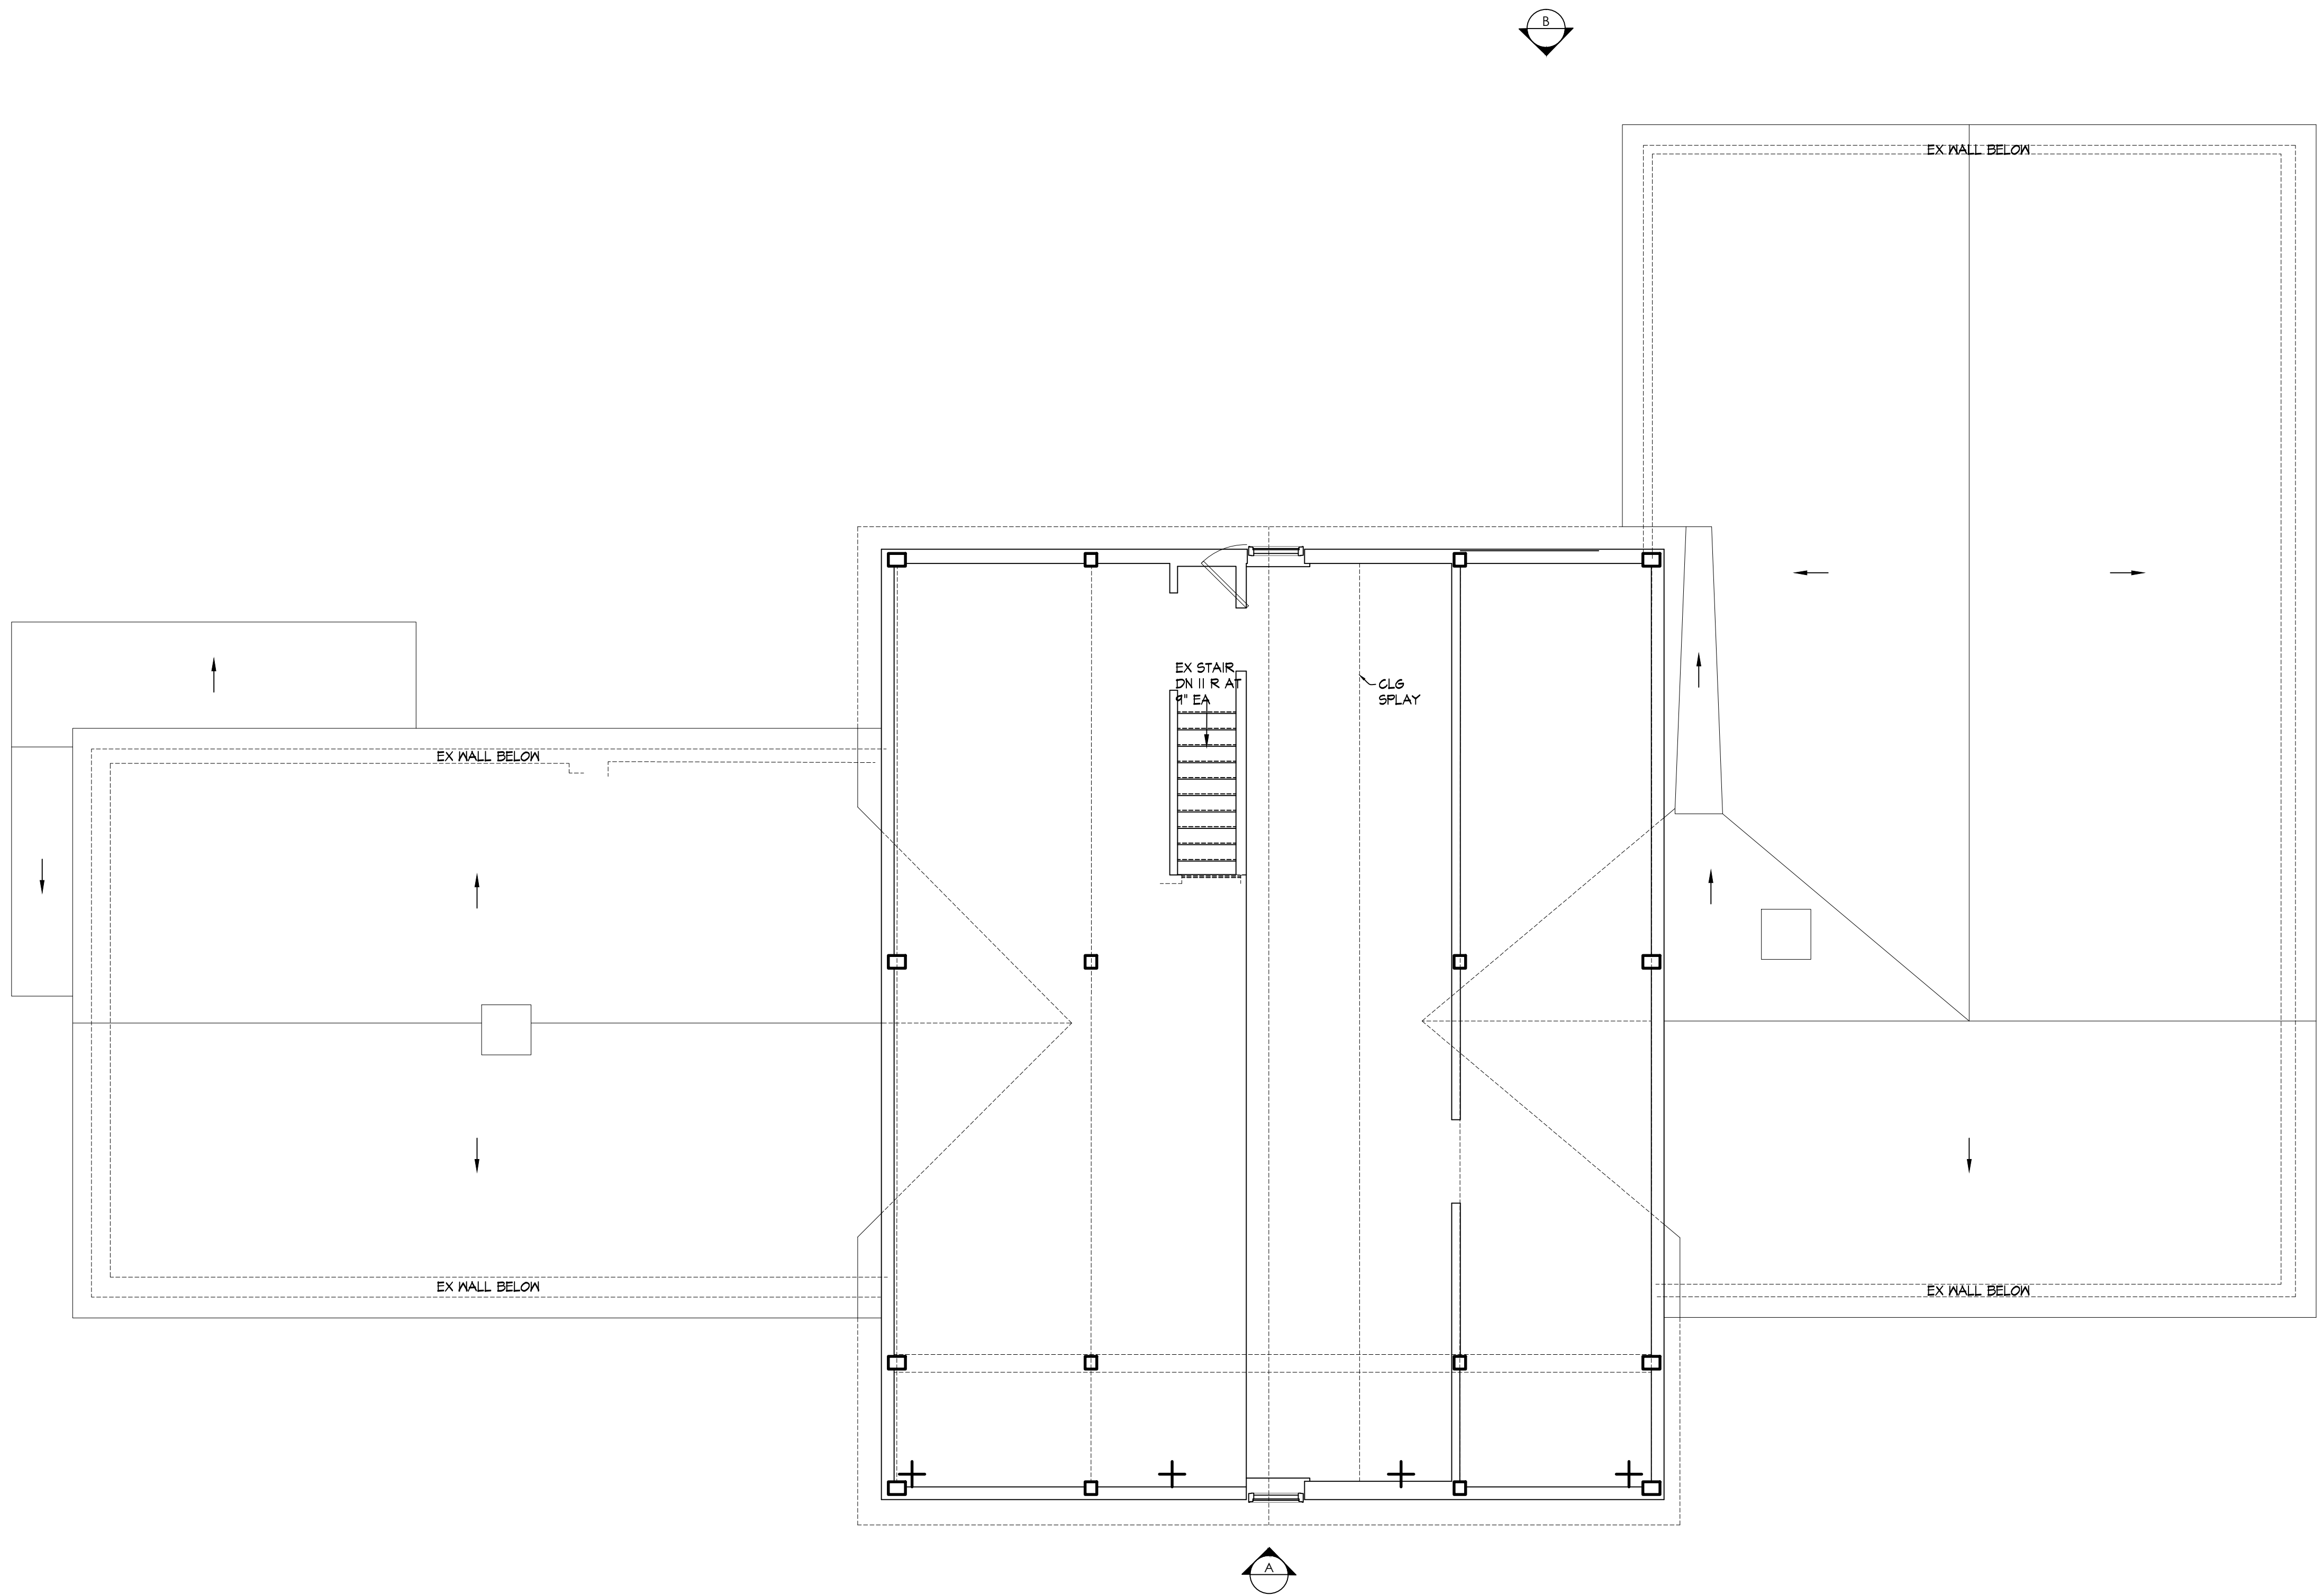 B
EX WALL BELOW
EX STAIR
DN 11 R AT
9" EA
CLG
SPLAY
EX WALL BELOW
EX WALL BELOW
EX WALL BELOW
A